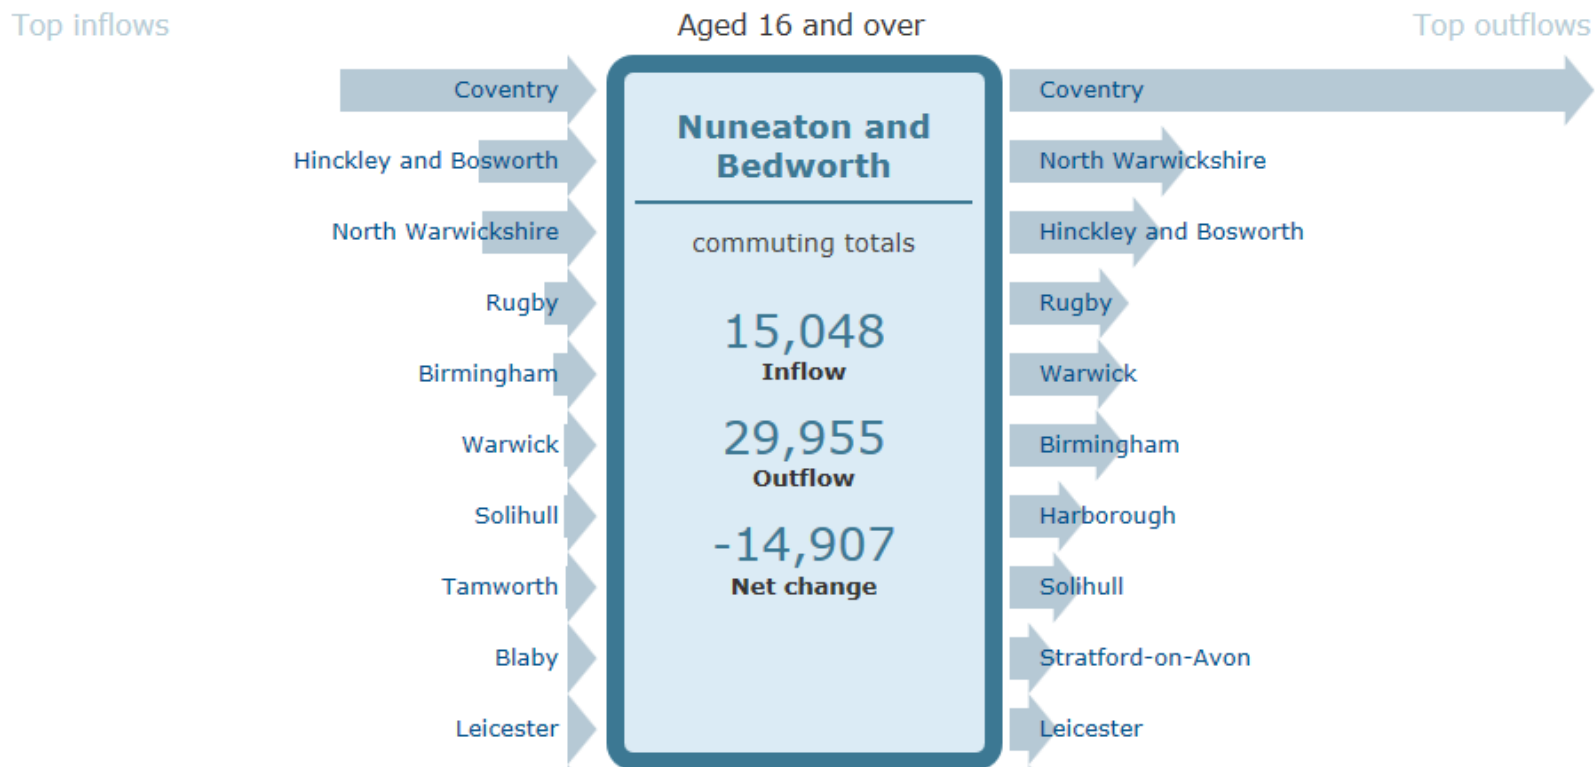 Top inflows
Aged 16 and over
Top outflows
Coventry
Hinckley and Bosworth
North Warwickshire
Rugby
Birmingham
Warwick
Solihull
Tamworth
Blaby
Leicester
Nuneaton and
Bedworth
commuting totals
15,048
Inflow
29,955
Outflow
-14,907
Net change
Coventry
North Warwickshire
Hinckley and Bosworth
Rugby
Warwick
Birmingham
Harborough
Solihull
Stratford-on-Avon
Leicester